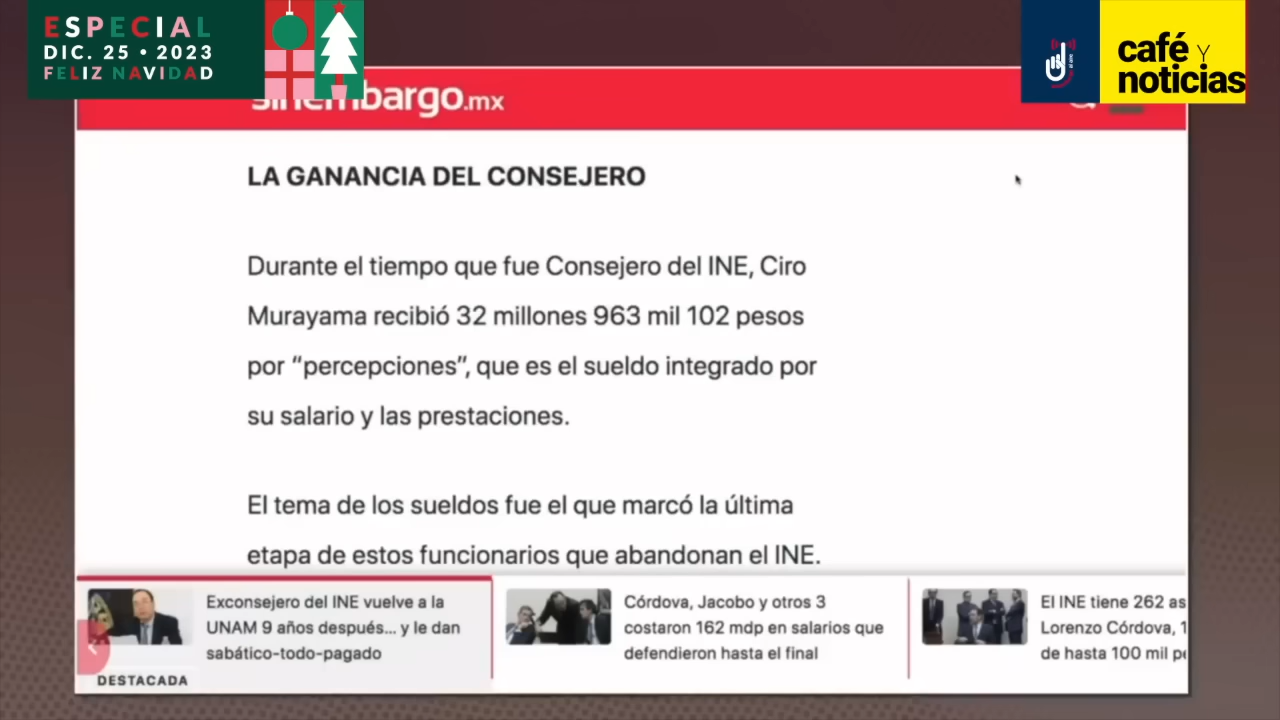 ESPECIAL
DIC. 25 • 2023
FELIZ NAVIDAD
café Y
noticias
sinembargo.mx
LA GANANCIA DEL CONSEJERO
Durante el tiempo que fue Consejero del INE, Ciro
Murayama recibió 32 millones 963 mil 102 pesos
por “percepciones”, que es el sueldo integrado por
su salario y las prestaciones.
El tema de los sueldos fue el que marcó la última
etapa de estos funcionarios que abandonan el INE.
Exconsejero del INE vuelve a la
UNAM 9 años después... y le dan
sabático-todo-pagado
DESTACADA
Córdova, Jacobo y otros 3
costaron 162 mdp en salarios que
defendieron hasta el final
El INE tiene 262 as
Lorenzo Córdova, 1
de hasta 100 mil p